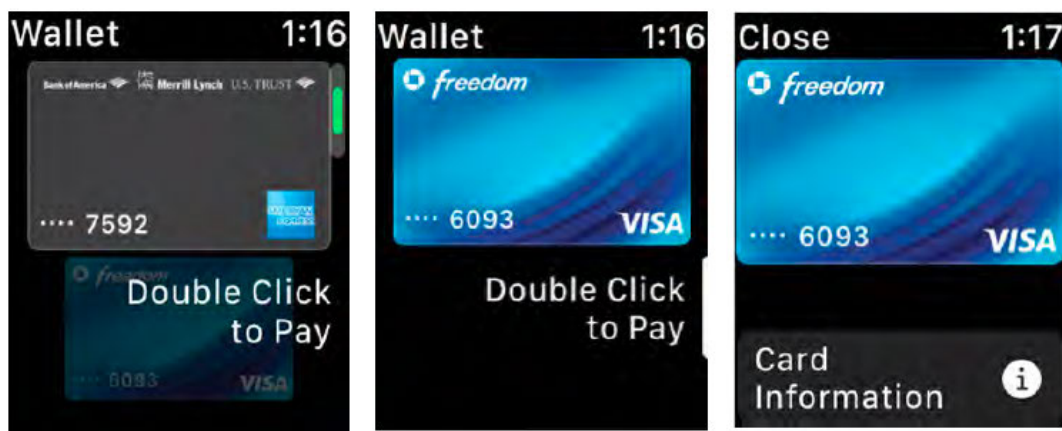 Wallet 1:16
Bank of America Merrill Lynch U.S. TRUST
•••• 7592
AMERICAN
EXPRESS
freedom
•••• 6093 VISA
Double Click
to Pay
Wallet 1:16
freedom
•••• 6093 VISA
Double Click
to Pay
Close 1:17
freedom
•••• 6093 VISA
Card
Information i